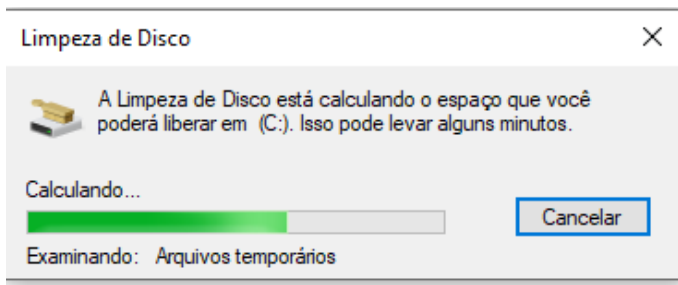 Limpeza de Disco
A Limpeza de Disco está calculando o espaço que você
poderá liberar em  (C:). Isso pode levar alguns minutos.
Calculando...
Cancelar
Examinando:   Arquivos temporários